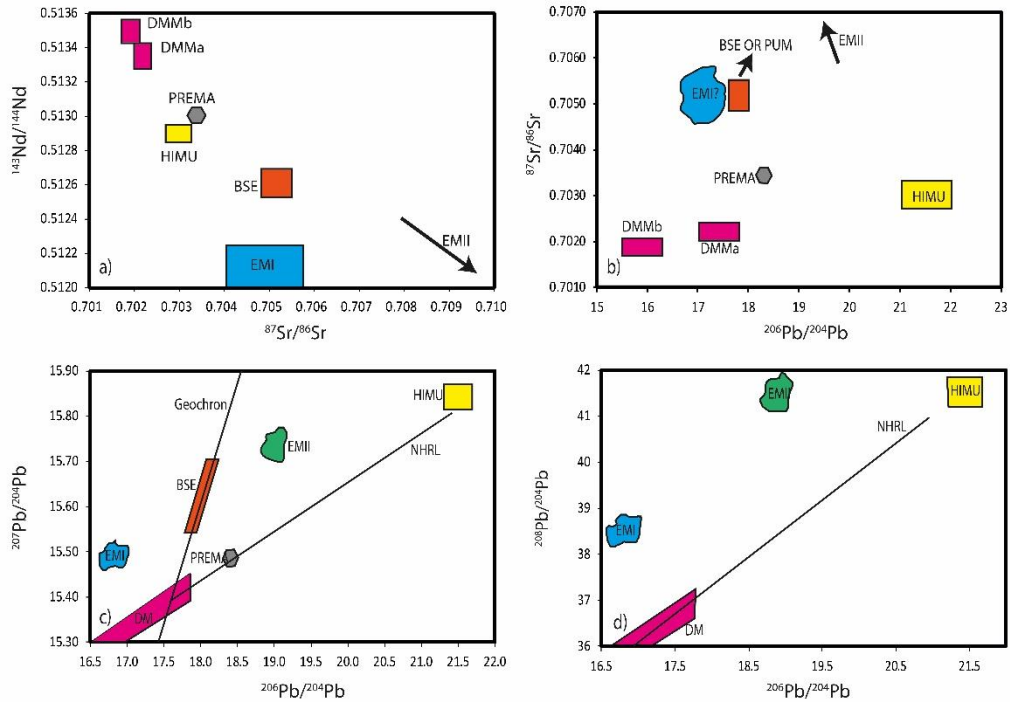 0.5136
0.5134
0.5136
0.5130
0.5128
0.5126
0.5124
0.5122
0.5120
¹⁴³Nd/¹⁴⁴Nd
DMMb
DMMa
PREMA
HIMU
BSE
EMI
EMII
a)
0.701 0.702 0.703 0.704 0.705 0.706 0.707 0.708 0.709 0.710
⁸⁷Sr/⁸⁶Sr
0.7070
0.7060
0.7050
0.7040
0.7030
0.7020
0.7010
⁸⁷Sr/⁸⁶Sr
EMII
BSE OR PUM
EMI?
PREMA
HIMU
DMMb
DMMa
b)
15 16 17 18 19 20 21 22 23
²⁰⁶Pb/²⁰⁴Pb
15.90
15.80
15.70
15.60
15.50
15.40
15.30
²⁰⁷Pb/²⁰⁴Pb
Geochron
HIMU
EMII
NHRL
BSE
EMI
PREMA
DM
c)
16.5 17.0 17.5 18.0 18.5 19.0 19.5 20.0 20.5 21.0 21.5 22.0
²⁰⁶Pb/²⁰⁴Pb
42
41
40
39
38
37
36
²⁰⁸Pb/²⁰⁴Pb
EMII
HIMU
NHRL
EMI
DM
d)
16.5 17.5 18.5 19.5 20.5 21.5
²⁰⁶Pb/²⁰⁴Pb